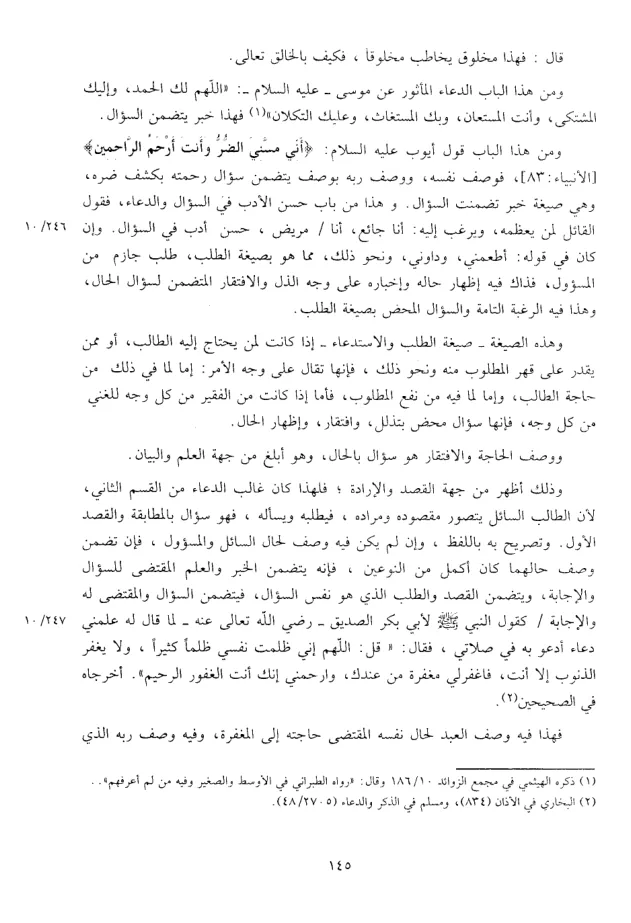 قال : فهذا مخلوق يخاطب مخلوقاً ، فكيف بالخالق تعالى.
ومن هذا الباب الدعاء المأثور عن موسى ـ عليه السلام ـ: «اللّهم لك الحمد، وإليك
المشتكى، وأنت المستعان، وبك المستغاث، وعليك التكلان»(١) فهذا خبر يتضمن السؤال.
ومن هذا الباب قول أيوب عليه السلام: ﴿أَنِّي مسَّنِيَ الضُّرُّ وأَنتَ أَرْحَمُ الرَّاحمين﴾
[الأنبياء:٨٣]، فوصف نفسه، ووصف ربه بوصف يتضمن سؤال رحمته بكشف ضره،
وهي صيغة خبر تضمنت السؤال. و هذا من باب حسن الأدب في السؤال والدعاء، فقول
القائل لمن يعظمه، ويرغب إليه: أنا جائع، أنا / مريض ، حسن أدب في السؤال. وإن
١٠/٢٤٦
كان في قوله: أطعمني، وداوني، ونحو ذلك، مما هو بصيغة الطلب، طلب جازم من
المسؤول، فذاك فيه إظهار حاله وإخباره على وجه الذل والافتقار المتضمن لسؤال الحال،
وهذا فيه الرغبة التامة والسؤال المحض بصيغة الطلب.
وهذه الصيغة ـ صيغة الطلب والاستدعاء ـ إذا كانت لمن يحتاج إليه الطالب، أو ممن
يقدر على قهر المطلوب منه ونحو ذلك ، فإنها تقال على وجه الأمر: إما لما في ذلك من
حاجة الطالب، وإما لما فيه من نفع المطلوب، فأما إذا كانت من الفقير من كل وجه للغني
من كل وجه، فإنها سؤال محض بتذلل، وافتقار، وإظهار الحال.
ووصف الحاجة والافتقار هو سؤال بالحال، وهو أبلغ من جهة العلم والبيان.
وذلك أظهر من جهة القصد والإرادة ؛ فلهذا كان غالب الدعاء من القسم الثاني،
لأن الطالب السائل يتصور مقصوده ومراده ، فيطلبه ويسأله ، فهو سؤال بالمطابقة والقصد
الأول. وتصريح به باللفظ ، وإن لم يكن فيه وصف لحال السائل والمسؤول ، فإن تضمن
وصف حالهما كان أكمل من النوعين ، فإنه يتضمن الخبر والعلم المقتضى للسؤال
والإجابة، ويتضمن القصد والطلب الذي هو نفس السؤال، فيتضمن السؤال والمقتضى له
والإجابة / كقول النبي ﷺ لأبي بكر الصديق ـ رضي الله تعالى عنه ـ لما قال له علمني
١٠/٢٤٧
دعاء أدعو به في صلاتي ، فقال: « قل: اللّهم إني ظلمت نفسي ظلماً كثيراً ، ولا يغفر
الذنوب إلا أنت، فاغفرلي مغفرة من عندك، وارحمني إنك أنت الغفور الرحيم». أخرجاه
في الصحيحين(٢).
فهذا فيه وصف العبد لحال نفسه المقتضى حاجته إلى المغفرة، وفيه وصف ربه الذي
(١) ذكره الهيثمي في مجمع الزوائد ١٨٦/١٠ وقال: «رواه الطبراني في الأوسط والصغير وفيه من لم أعرفهم». .
(٢) البخاري في الأذان (٨٣٤)، ومسلم في الذكر والدعاء (٤٨/٢٧٠٥).
١٤٥